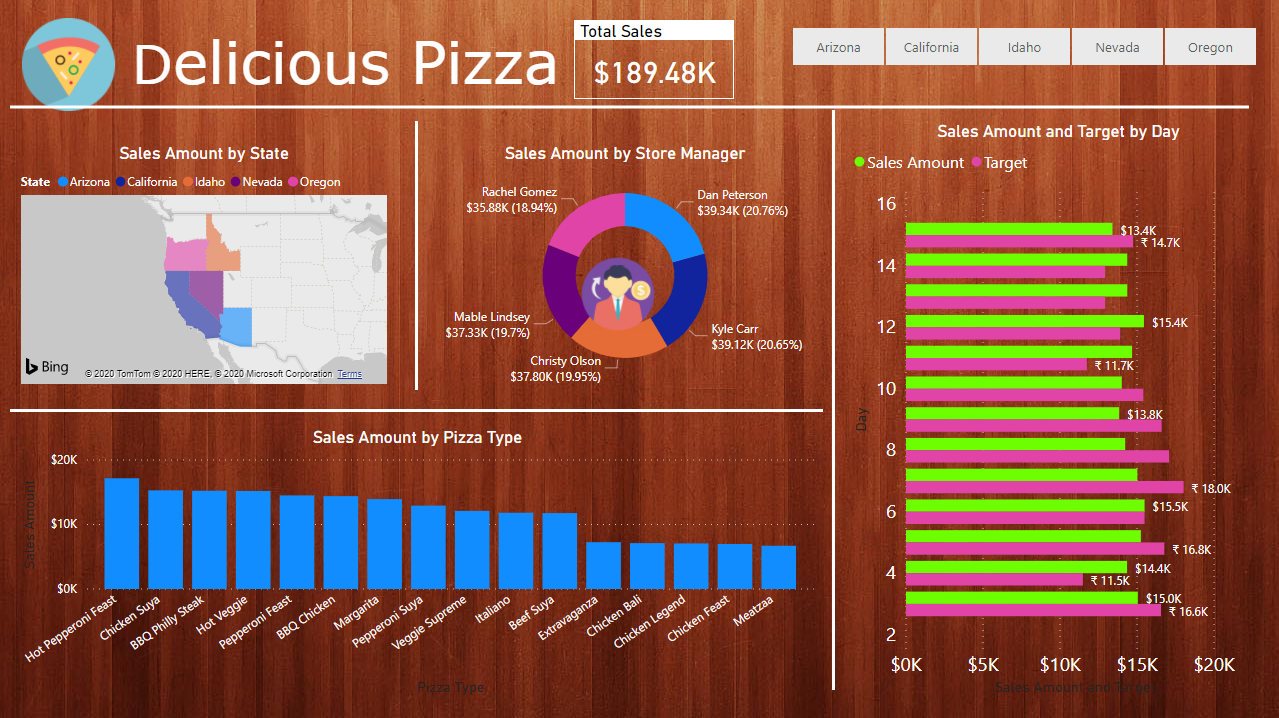 Delicious Pizza
Total Sales
$189.48K
Arizona
California
Idaho
Nevada
Oregon
Sales Amount by State
State Arizona California Idaho Nevada Oregon
Bing
© 2020 TomTom © 2020 HERE, © 2020 Microsoft Corporation Terms
Sales Amount by Store Manager
Rachel Gomez
$35.88K (18.94%)
Dan Peterson
$39.34K (20.76%)
Mable Lindsey
$37.33K (19.7%)
Kyle Carr
$39.12K (20.65%)
Christy Olson
$37.80K (19.95%)
Sales Amount by Pizza Type
Sales Amount
$20K
$10K
$0K
Hot Pepperoni Feast
Chicken Suya
BBQ Philly Steak
Hot Veggie
Pepperoni Feast
BBQ Chicken
Margarita
Pepperoni Suya
Veggie Supreme
Italiano
Beef Suya
Extravaganza
Chicken Bali
Chicken Legend
Chicken Feast
Meatzaa
Pizza Type
Sales Amount and Target by Day
Sales Amount Target
Day
16
$13.4K
₹ 14.7K
14
12
$15.4K
₹ 11.7K
10
$13.8K
8
₹ 18.0K
6
$15.5K
₹ 16.8K
4
$14.4K
₹ 11.5K
$15.0K
₹ 16.6K
2
$0K $5K $10K $15K $20K
Sales Amount and Target